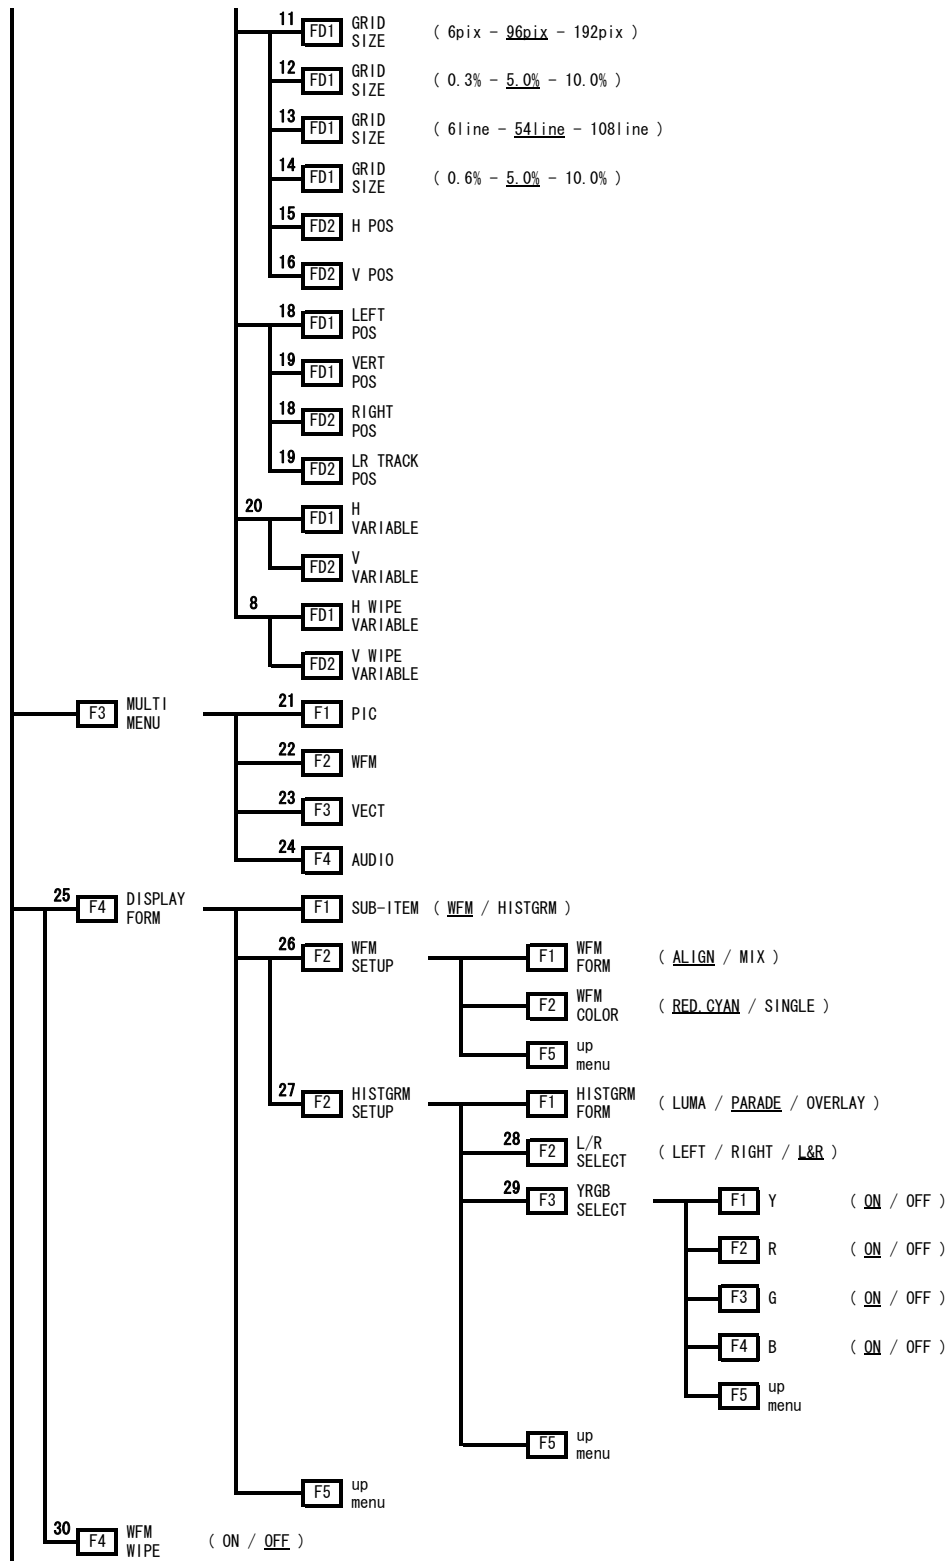 11 FD1 GRID SIZE ( 6pix - 96pix - 192pix )
12 FD1 GRID SIZE ( 0.3% - 5.0% - 10.0% )
13 FD1 GRID SIZE ( 6line - 54line - 108line )
14 FD1 GRID SIZE ( 0.6% - 5.0% - 10.0% )
15 FD2 H POS
16 FD2 V POS
18 FD1 LEFT POS
19 FD1 VERT POS
18 FD2 RIGHT POS
19 FD2 LR TRACK POS
20 FD1 H VARIABLE
FD2 V VARIABLE
8 FD1 H WIPE VARIABLE
FD2 V WIPE VARIABLE
F3 MULTI MENU 21 F1 PIC
22 F2 WFM
23 F3 VECT
24 F4 AUDIO
25 F4 DISPLAY FORM F1 SUB-ITEM ( WFM / HISTGRM )
26 F2 WFM SETUP F1 WFM FORM ( ALIGN / MIX )
F2 WFM COLOR ( RED.CYAN / SINGLE )
F5 up menu
27 F2 HISTGRM SETUP F1 HISTGRM FORM ( LUMA / PARADE / OVERLAY )
28 F2 L/R SELECT ( LEFT / RIGHT / L&R )
29 F3 YRGB SELECT F1 Y ( ON / OFF )
F2 R ( ON / OFF )
F3 G ( ON / OFF )
F4 B ( ON / OFF )
F5 up menu
F5 up menu
F5 up menu
30 F4 WFM WIPE ( ON / OFF )